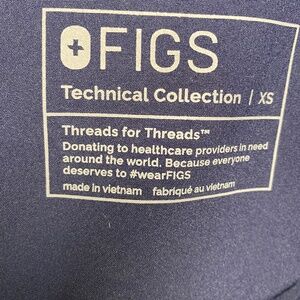 FIGS
Technical Collection | XS
Threads for Threads™
Donating to healthcare providers in need
around the world. Because everyone
deserves to #wearFIGS
made in vietnam fabriqué au vietnam